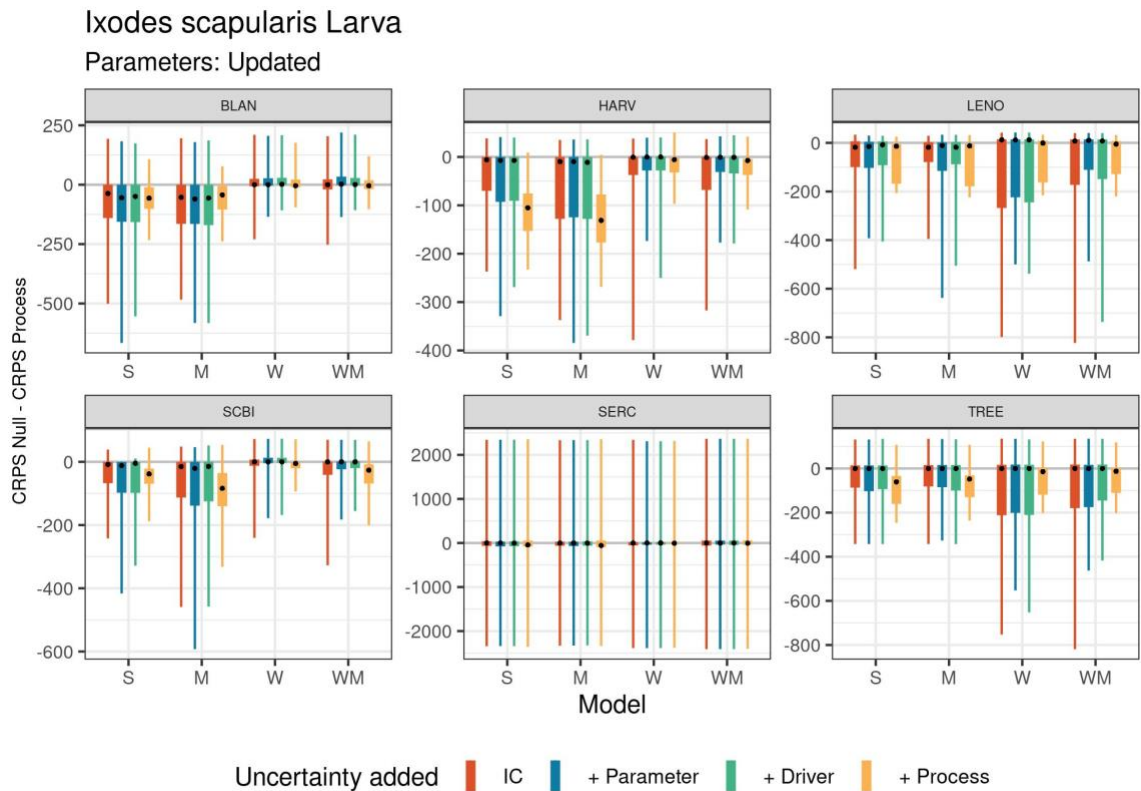 Ixodes scapularis Larva
Parameters: Updated
CRPS Null - CRPS Process
BLAN
250
0
-250
-500
S M W WM
HARV
0
-100
-200
-300
-400
S M W WM
LENO
0
-200
-400
-600
-800
S M W WM
SCBI
0
-200
-400
-600
S M W WM
SERC
2000
1000
0
-1000
-2000
S M W WM
TREE
0
-200
-400
-600
-800
S M W WM
Model
Uncertainty added IC + Parameter + Driver + Process